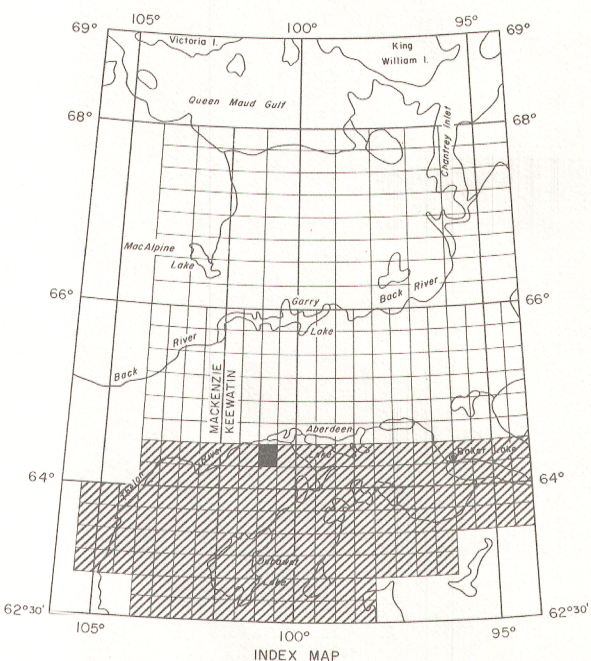 69° 105° 100° 95° 69°
Victoria I.
King
William I.
Queen Maud Gulf
68° 68°
Chantrey Inlet
MacAlpine
Lake
66° 66°
Garry
Lake
Back River
River
Back
MACKENZIE
KEEWATIN
Aberdeen
Lake
River
Thelon
Baker Lake
64° 64°
Dubawnt
Lake
62°30' 62°30'
105° 100° 95°
INDEX MAP